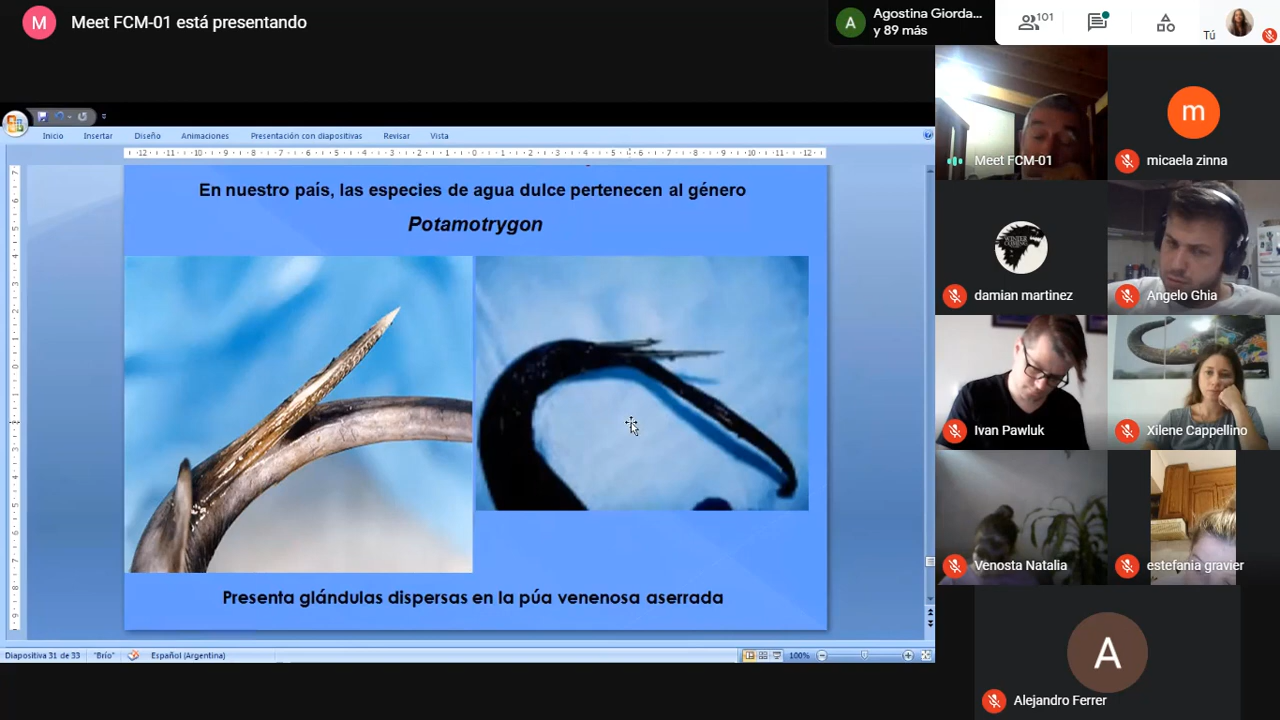 M
Meet FCM-01 está presentando
A
Agostina Giorda...
y 89 más
101
Tú
Inicio
Insertar
Diseño
Animaciones
Presentación con diapositivas
Revisar
Vista
En nuestro país, las especies de agua dulce pertenecen al género
Potamotrygon
Presenta glándulas dispersas en la púa venenosa aserrada
Diapositiva 31 de 33
"Brío"
Español (Argentina)
100%
Meet FCM-01
m
micaela zinna
WINTER
damian martinez
Angelo Ghia
Ivan Pawluk
Xilene Cappellino
Venosta Natalia
estefania gravier
A
Alejandro Ferrer